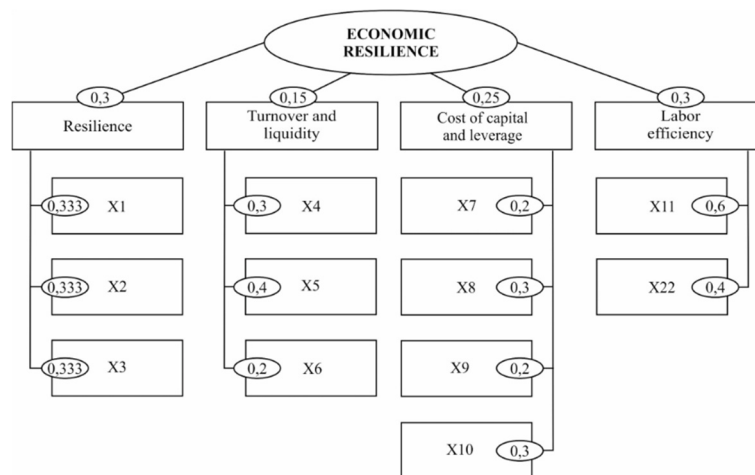 ECONOMIC
RESILIENCE
0,3
0,15
0,25
0,3
Resilience
Turnover and
liquidity
Cost of capital
and leverage
Labor
efficiency
0,333 X1
0,3 X4
X7 0,2
X11 0,6
0,333 X2
0,4 X5
X8 0,3
X22 0,4
0,333 X3
0,2 X6
X9 0,2
X10 0,3